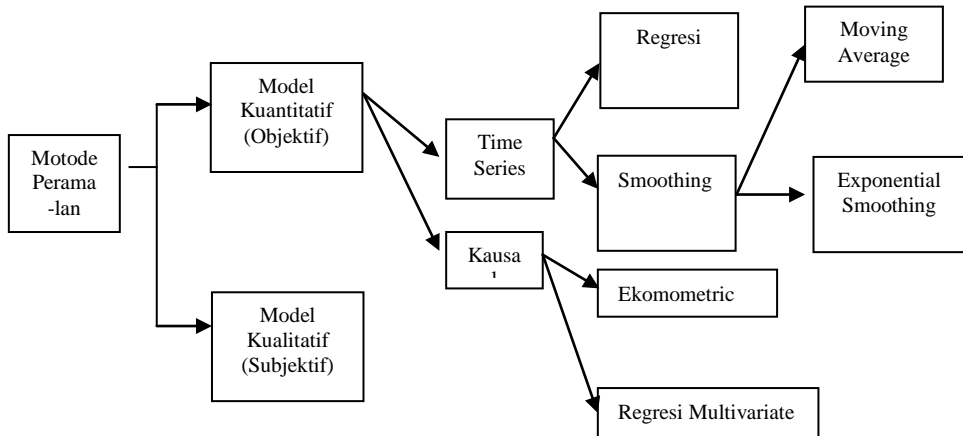 Motode
Perama
-lan
Model
Kuantitatif
(Objektif)
Model
Kualitatif
(Subjektif)
Time
Series
Kausa
l
Regresi
Smoothing
Moving
Average
Exponential
Smoothing
Ekomometric
Regresi Multivariate